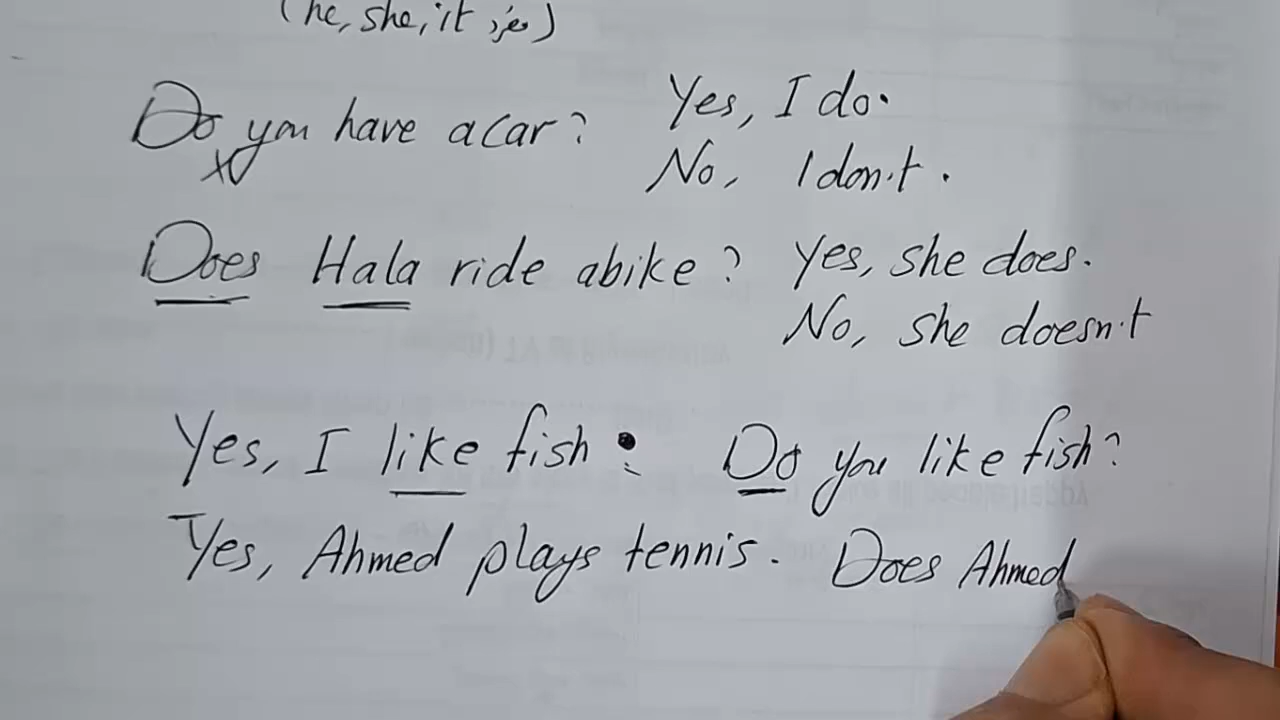 (he, she, it مفرد)
Do you have a car? Yes, I do.
No, I don't.
Does Hala ride a bike? Yes, she does.
No, she doesn't
Yes, I like fish. Do you like fish?
Yes, Ahmed plays tennis. Does Ahmed